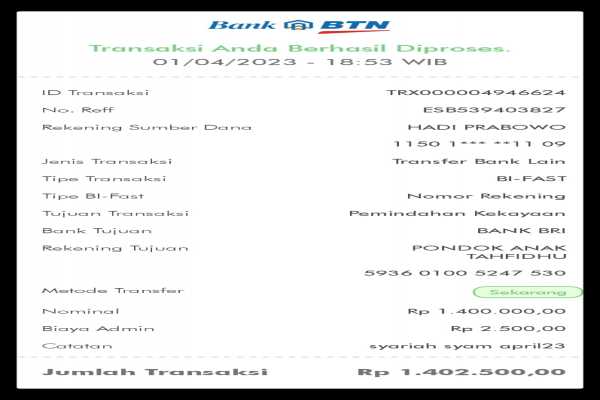 Bank BTN
Transaksi Anda Berhasil Diproses.
01/04/2023 - 18:53 WIB
ID Transaksi TRX000004946624
No. Reff ESB539403827
Rekening Sumber Dana HADI PRABOWO
1150 1*** **11 09
Jenis Transaksi Transfer Bank Lain
Tipe Transaksi BI-FAST
Tipe BI-Fast Nomor Rekening
Tujuan Transaksi Pemindahan Kekayaan
Bank Tujuan BANK BRI
Rekening Tujuan PONDOK ANAK
TAHFIDHU
5936 0100 5247 530
Metode Transfer Sekarang
Nominal Rp 1.400.000,00
Biaya Admin Rp 2.500,00
Catatan syariah syam april23
Jumlah Transaksi Rp 1.402.500,00